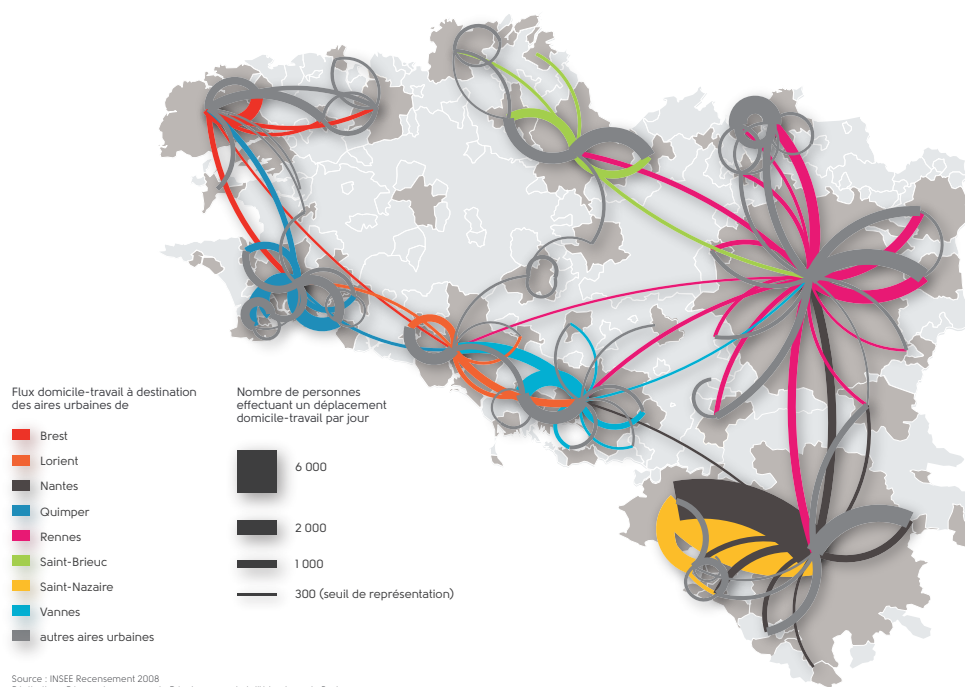 Flux domicile-travail à destination
des aires urbaines de
Brest
Lorient
Nantes
Quimper
Rennes
Saint-Brieuc
Saint-Nazaire
Vannes
autres aires urbaines
Nombre de personnes
effectuant un déplacement
domicile-travail par jour
6 000
2 000
1 000
300 (seuil de représentation)
Source : INSEE Recensement 2008